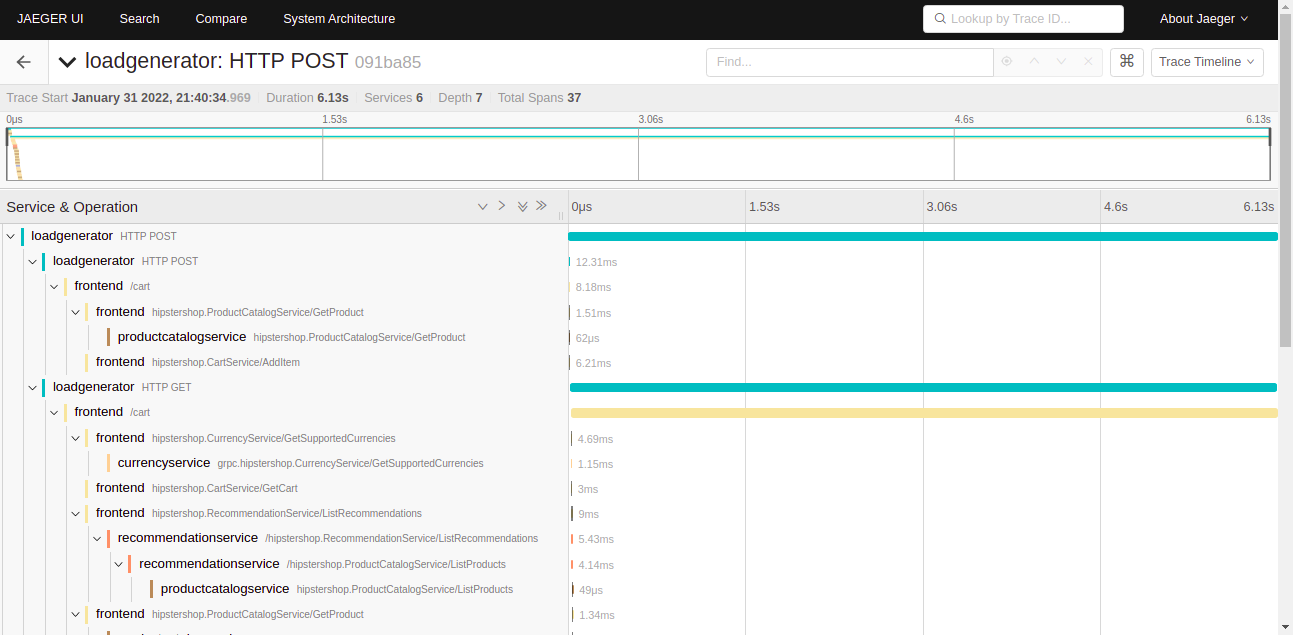 JAEGER UI Search Compare System Architecture Lookup by Trace ID... About Jaeger
loadgenerator: HTTP POST 091ba85 Find... ⌘ Trace Timeline
Trace Start January 31 2022, 21:40:34.969 Duration 6.13s Services 6 Depth 7 Total Spans 37
0μs 1.53s 3.06s 4.6s 6.13s
Service & Operation 0μs 1.53s 3.06s 4.6s 6.13s
loadgenerator HTTP POST
loadgenerator HTTP POST 12.31ms
frontend /cart 8.18ms
frontend hipstershop.ProductCatalogService/GetProduct 1.51ms
productcatalogservice hipstershop.ProductCatalogService/GetProduct 62μs
frontend hipstershop.CartService/AddItem 6.21ms
loadgenerator HTTP GET
frontend /cart
frontend hipstershop.CurrencyService/GetSupportedCurrencies 4.69ms
currencyservice grpc.hipstershop.CurrencyService/GetSupportedCurrencies 1.15ms
frontend hipstershop.CartService/GetCart 3ms
frontend hipstershop.RecommendationService/ListRecommendations 9ms
recommendationservice /hipstershop.RecommendationService/ListRecommendations 5.43ms
recommendationservice /hipstershop.ProductCatalogService/ListProducts 4.14ms
productcatalogservice hipstershop.ProductCatalogService/ListProducts 49μs
frontend hipstershop.ProductCatalogService/GetProduct 1.34ms